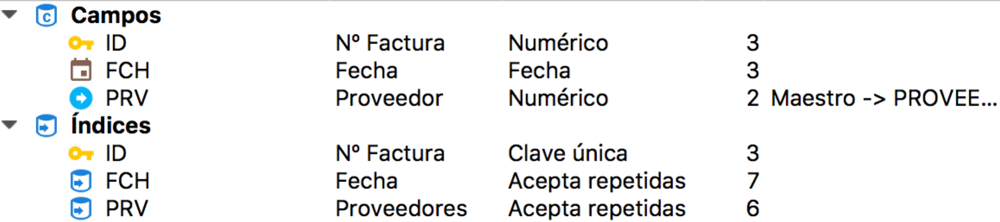 Campos
ID Nº Factura Numérico 3
FCH Fecha Fecha 3
PRV Proveedor Numérico 2 Maestro -> PROVEE...
Índices
ID Nº Factura Clave única 3
FCH Fecha Acepta repetidas 7
PRV Proveedores Acepta repetidas 6